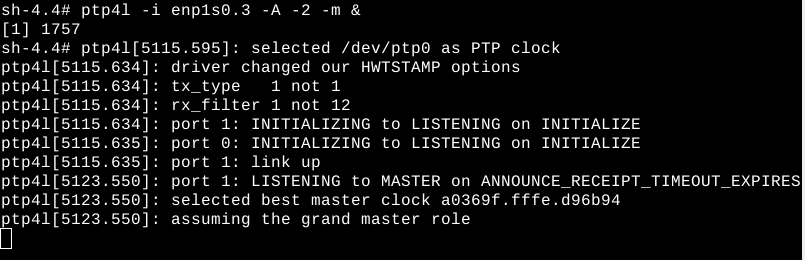 sh-4.4# ptp4l -i enp1s0.3 -A -2 -m &
[1] 1757
sh-4.4# ptp4l[5115.595]: selected /dev/ptp0 as PTP clock
ptp4l[5115.634]: driver changed our HWTSTAMP options
ptp4l[5115.634]: tx_type   1 not 1
ptp4l[5115.634]: rx_filter 1 not 12
ptp4l[5115.634]: port 1: INITIALIZING to LISTENING on INITIALIZE
ptp4l[5115.635]: port 0: INITIALIZING to LISTENING on INITIALIZE
ptp4l[5115.635]: port 1: link up
ptp4l[5123.550]: port 1: LISTENING to MASTER on ANNOUNCE_RECEIPT_TIMEOUT_EXPIRES
ptp4l[5123.550]: selected best master clock a0369f.fffe.d96b94
ptp4l[5123.550]: assuming the grand master role